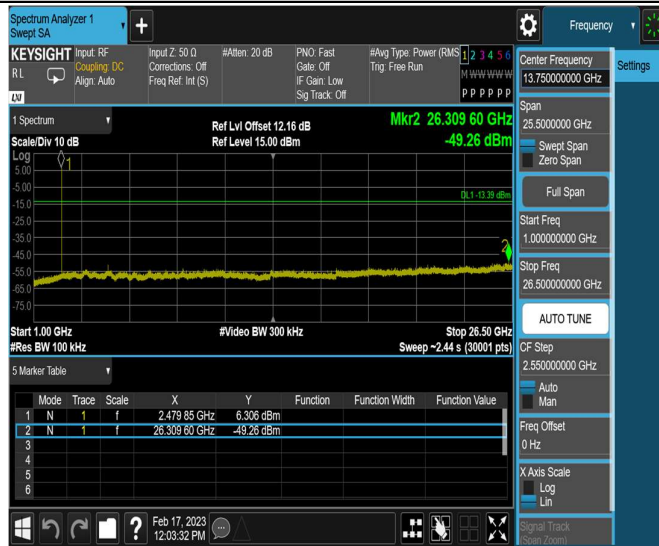 Spectrum Analyzer 1
Swept SA
+
Frequency
KEYSIGHT
RL
LXI
Input: RF
Coupling: DC
Align: Auto
Input Z: 50 Ω
Corrections: Off
Freq Ref: Int (S)
#Atten: 20 dB
PNO: Fast
Gate: Off
IF Gain: Low
Sig Track: Off
#Avg Type: Power (RMS
Trig: Free Run
1 2 3 4 5 6
M W W W W W
P P P P P P
1 Spectrum
Scale/Div 10 dB
Ref Lvl Offset 12.16 dB
Ref Level 15.00 dBm
Mkr2 26.309 60 GHz
-49.26 dBm
Log
5.00
-5.00
-15.0
-25.0
-35.0
-45.0
-55.0
-65.0
-75.0
1
DL1 -13.39 dBm
2
Start 1.00 GHz
#Res BW 100 kHz
#Video BW 300 kHz
Stop 26.50 GHz
Sweep ~2.44 s (30001 pts)
5 Marker Table
Mode Trace Scale X Y Function Function Width Function Value
1 N 1 f 2.479 85 GHz 6.306 dBm
2 N 1 f 26.309 60 GHz -49.26 dBm
3
4
5
6
?
Feb 17, 2023
12:03:32 PM
Center Frequency
13.750000000 GHz
Settings
Span
25.5000000 GHz
Swept Span
Zero Span
Full Span
Start Freq
1.000000000 GHz
Stop Freq
26.500000000 GHz
AUTO TUNE
CF Step
2.550000000 GHz
Auto
Man
Freq Offset
0 Hz
X Axis Scale
Log
Lin
Signal Track
(Span Zoom)